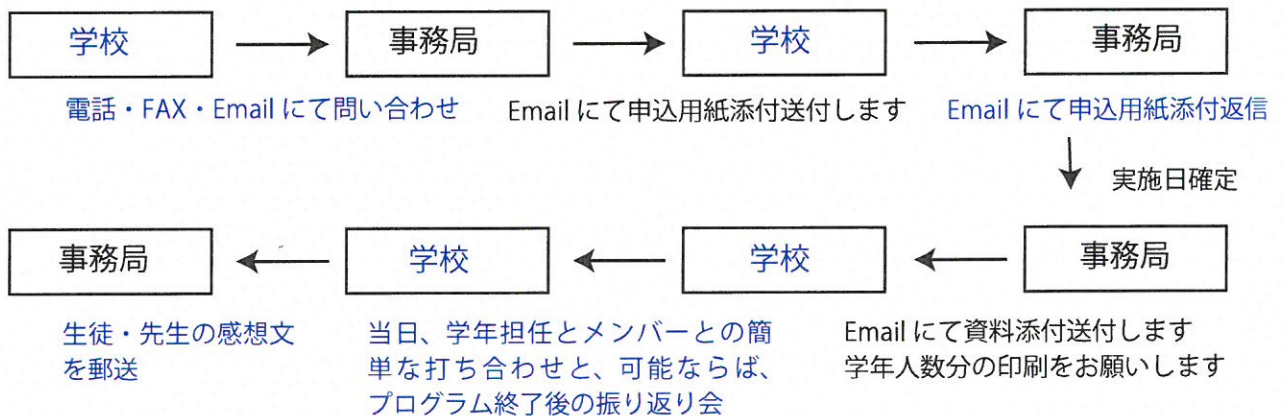 学校
事務局
学校
事務局
電話・FAX・Email にて問い合わせ
Email にて申込用紙添付送付します
Email にて申込用紙添付返信
実施日確定
事務局
学校
学校
事務局
生徒・先生の感想文
を郵送
当日、学年担任とメンバーとの簡
単な打ち合わせと、可能ならば、
プログラム終了後の振り返り会
Email にて資料添付送付します
学年人数分の印刷をお願いします